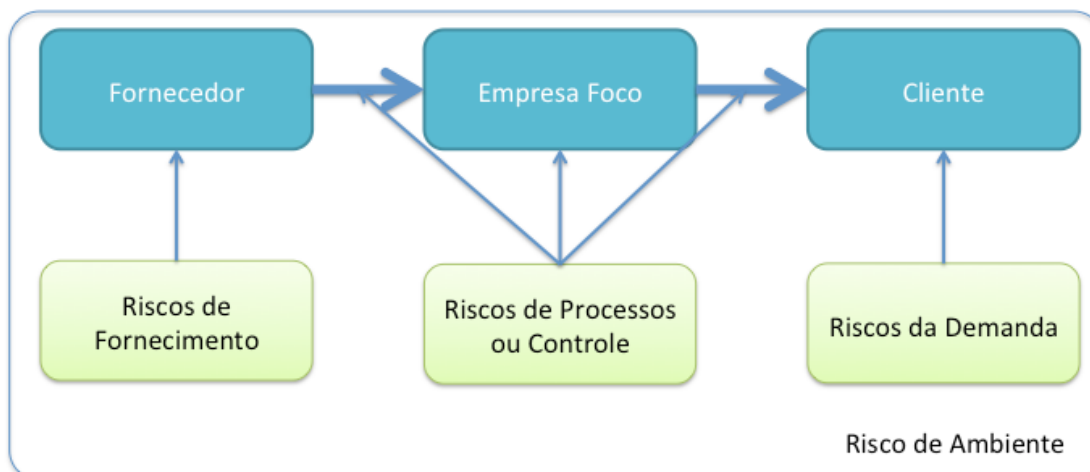 Fornecedor
Empresa Foco
Cliente
Riscos de
Fornecimento
Riscos de Processos
ou Controle
Riscos da Demanda
Risco de Ambiente